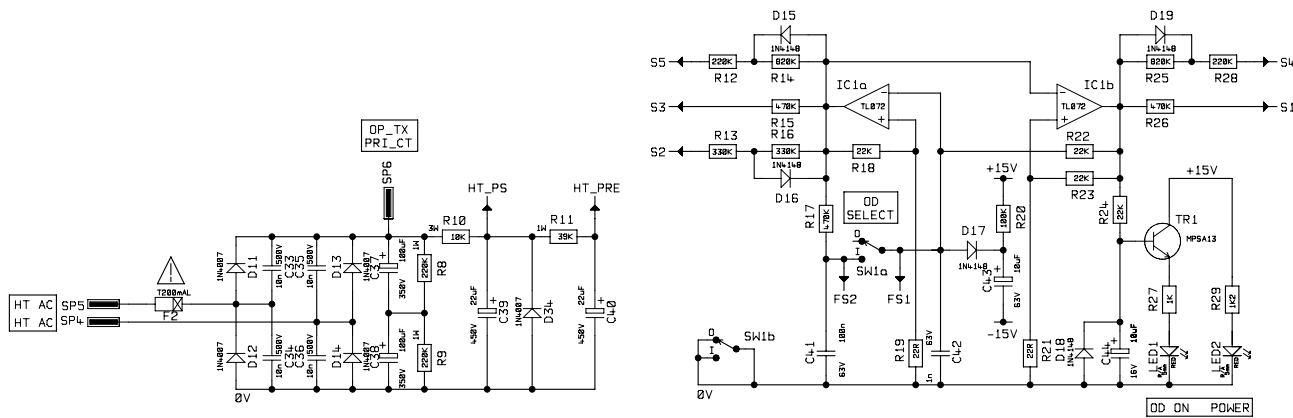 OP_TX
PRI_CT
SP6
HT_PS
HT_PRE
R10
3W
10K
R11
1W
39K
1N4007
D11
10n
500V
C33
C35
10n
500V
D13
1N4007
C37
100uF
350V
1W
220K
R8
HT AC
SP5
HT AC
SP4
T200mAL
F2
1N4007
D12
10n
500V
C34
C36
10n
500V
D14
1N4007
C38
100uF
350V
1W
220K
R9
22uF
450V
C39
1N4007
D34
22uF
450V
C40
0V
D15
1N4148
S5
220K
R12
820K
R14
S3
470K
R15
S2
R13
330K
R16
330K
1N4148
D16
IC1a
TL072
22K
R18
R17
470K
OD
SELECT
O
I
SW1a
FS2
FS1
D17
1N4148
+15V
100K
R20
10uF
C43
63V
-15V
O
I
SW1b
0V
C41
100n
63V
R19
22R
63V
C42
1n
IC1b
TL072
D19
1N4148
820K
R25
220K
R28
S4
470K
R26
S1
R22
22K
22K
R23
R24
22K
+15V
TR1
MPSA13
R27
1K
R29
1K2
22R
R21
D18
1N4148
10uF
C44
16V
LED1
R/A
5mm
RED
LED2
R/A
5mm
RED
OD ON POWER